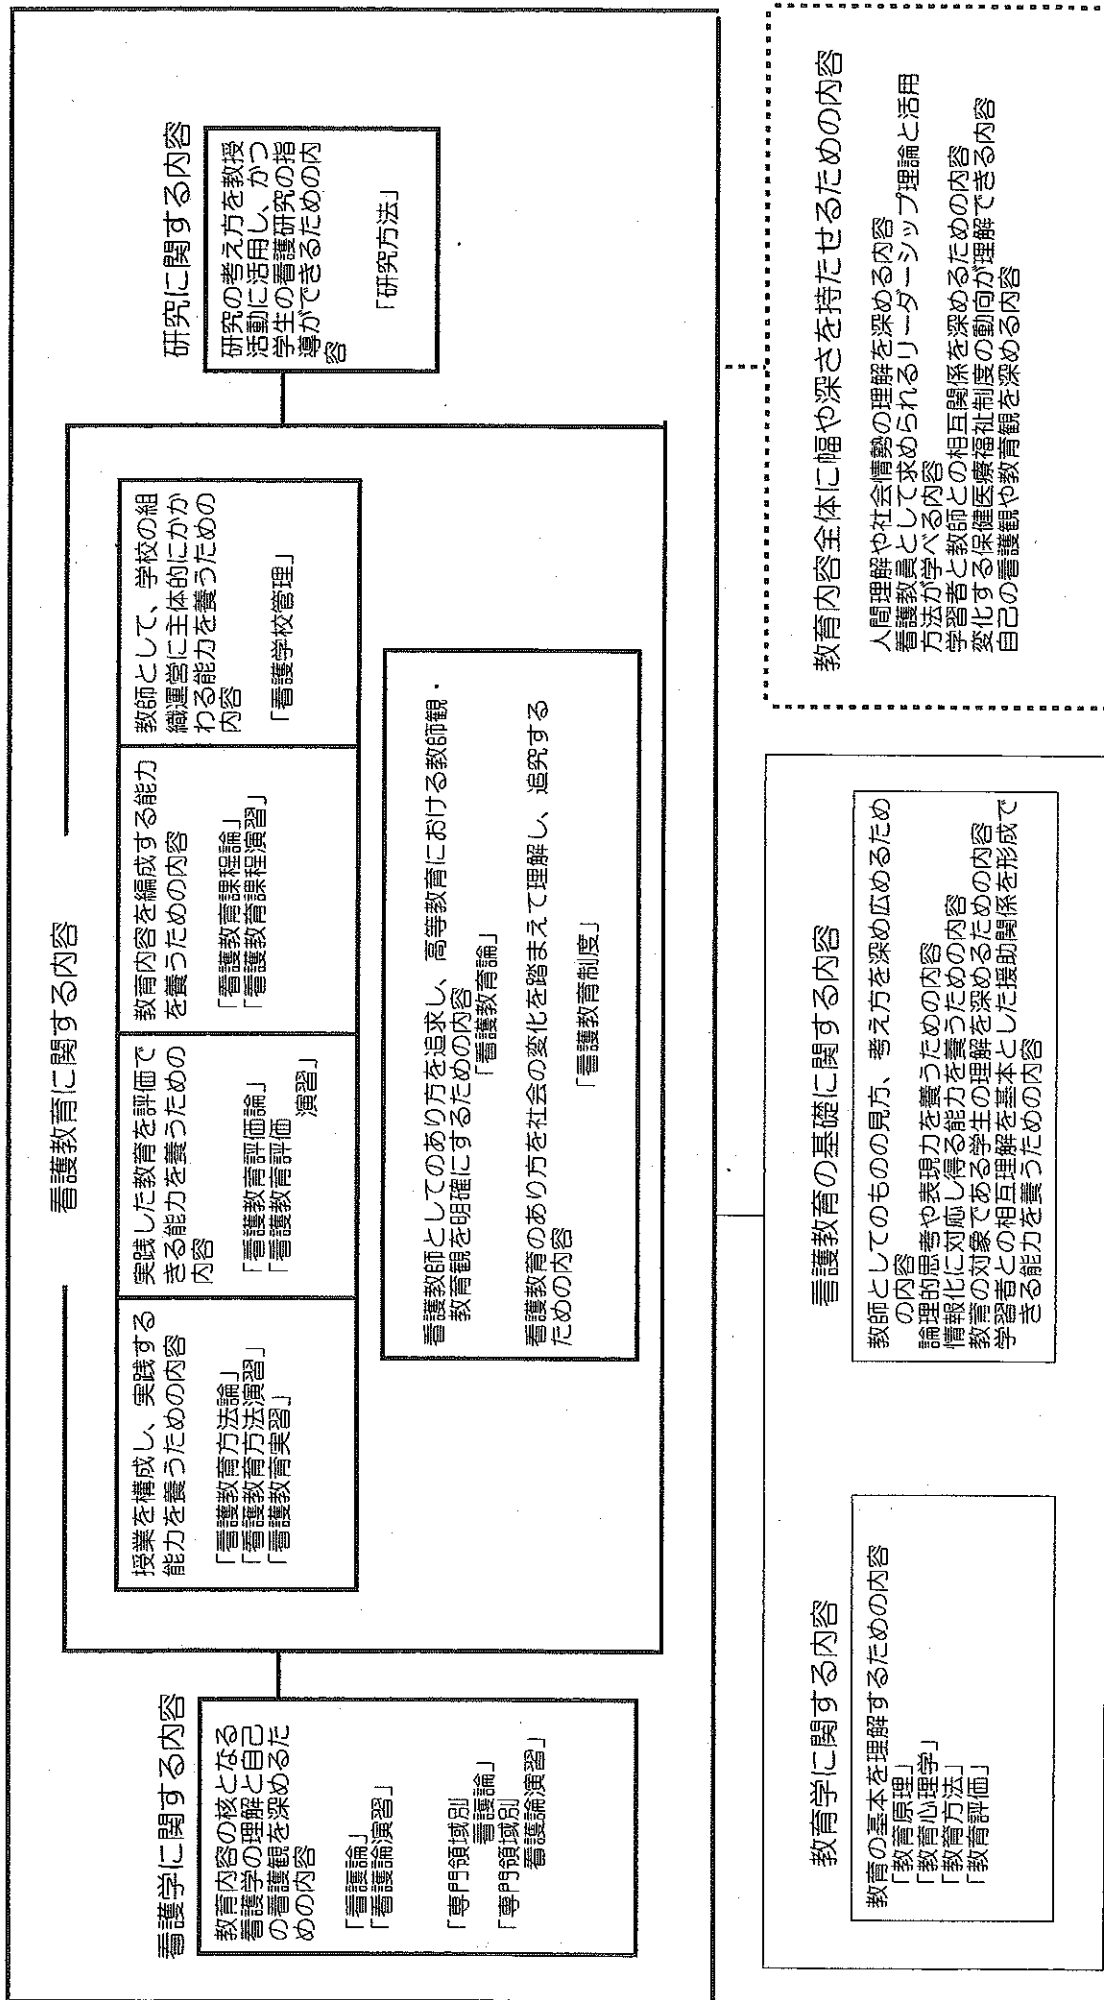 看護教育に関する内容
看護学に関する内容
教育内容の核となる
看護学の理解と自己
の看護観を深めるた
めの内容
「看護論」
「看護論演習」
「専門領域別
看護論」
「専門領域別
看護論演習」
授業を構成し、実践する
能力を養うための内容
「看護教育方法論」
「看護教育方法演習」
「看護教育実習」
実践した教育を評価で
きる能力を養うための
内容
「看護教育評価論」
「看護教育評価
演習」
教育内容を編成する能力
を養うための内容
「看護教育課程論」
「看護教育課程演習」
教師として、学校の組
織運営に主体的にかか
わる能力を養うための
内容
「看護学校管理」
看護教師としてのあり方を追求し、高等教育における教師観・
教育観を明確にするための内容
「看護教育論」
看護教育のあり方を社会の変化を踏まえて理解し、追究する
ための内容
「看護教育制度」
研究に関する内容
研究の考え方を教授
活動に活用し、かつ
学生の看護研究の指
導ができるための内
容
「研究方法」
教育学に関する内容
教育の基本を理解するための内容
「教育原理」
「教育心理学」
「教育方法」
「教育評価」
看護教育の基礎に関する内容
教師としてのものの見方、考え方を深め広めるため
の内容
論理的思考や表現力を養うための内容
情報化に対応し得る能力を養うための内容
教育の対象である学生の理解を深めるための内容
学習者との相互理解を基本とした援助関係を形成で
きる能力を養うための内容
教育内容全体に幅や深さを持たせるための内容
人間理解や社会情勢の理解を深める内容
看護教員として求められるリーダーシップ理論と活用
方法が学べる内容
学習者と教師との相互関係を深めるための内容
変化する保健医療福祉制度の動向が理解できる内容
自己の看護観や教育観を深める内容